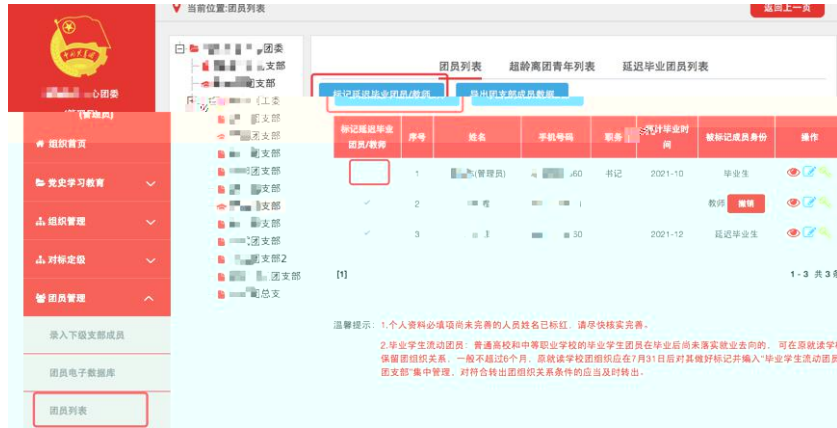 当前位置:团员列表
返回上一页
心团委
(管理员)
组织首页
党史学习教育
组织管理
对标定级
团员管理
录入下级支部成员
团员电子数据库
团员列表
团委
支部
支部
工委
支部
支部
支部
团支部
支部
支部
支部
团支部
支部2
团支部
团总支
团员列表 超龄离团青年列表 延迟毕业团员列表
标记延迟毕业团员/教师 导出团支部成员数据
标记延迟毕业团员/教师 序号 姓名 手机号码 职务 预计毕业时间 被标记成员身份 操作
1 (管理员) 60 书记 2021-10 毕业生
2 教师 撤销
3 50 2021-12 延迟毕业生
[1] 1-3 共3条
温馨提示: 1.个人资料必填项尚未完善的人员姓名已标红,请尽快核实完善。
2.毕业学生流动团员:普通高校和中等职业学校的毕业学生团员在毕业后尚未落实就业去向的,可在原就读学校
保留团组织关系,一般不超过6个月,原就读学校团组织应在7月31日后对其做好标记并编入“毕业学生流动团员
团支部”集中管理,对符合转出团组织关系条件的应当及时转出。